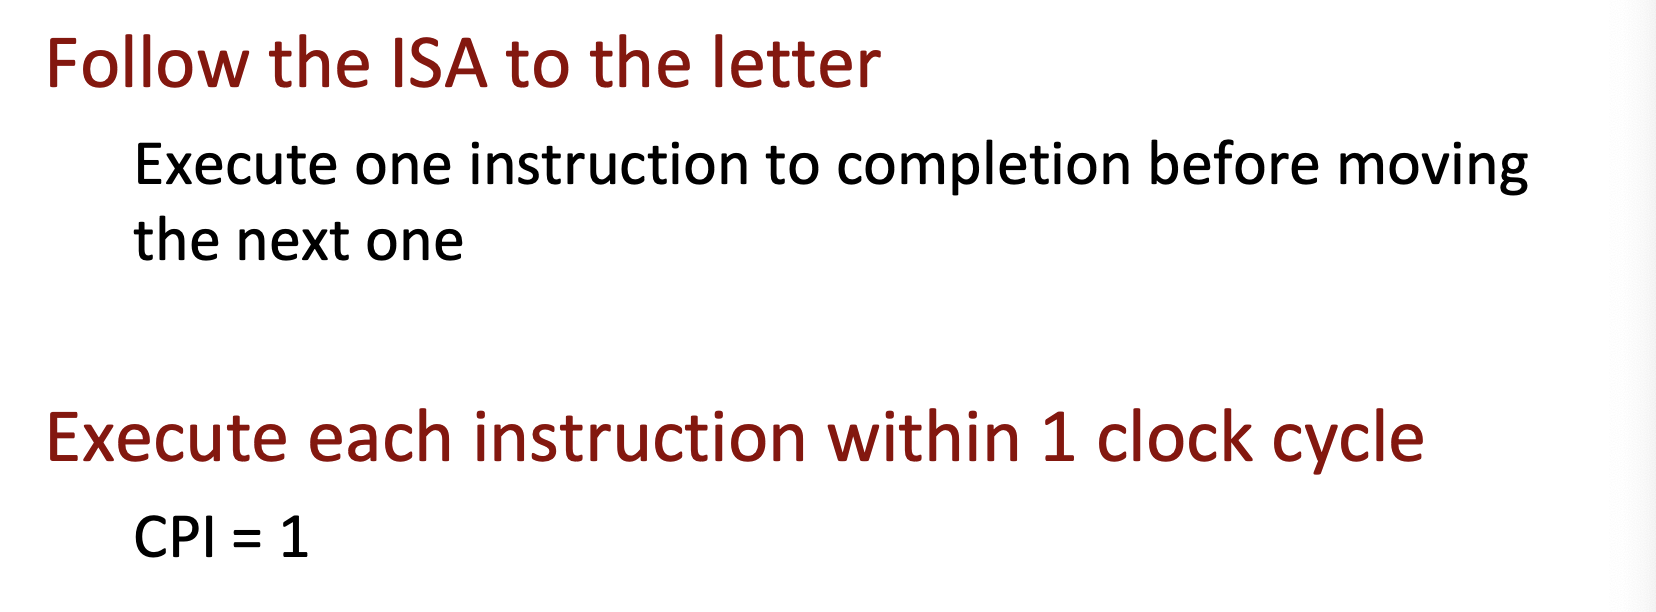 Follow the ISA to the letter
Execute one instruction to completion before moving
the next one
Execute each instruction within 1 clock cycle
CPI = 1